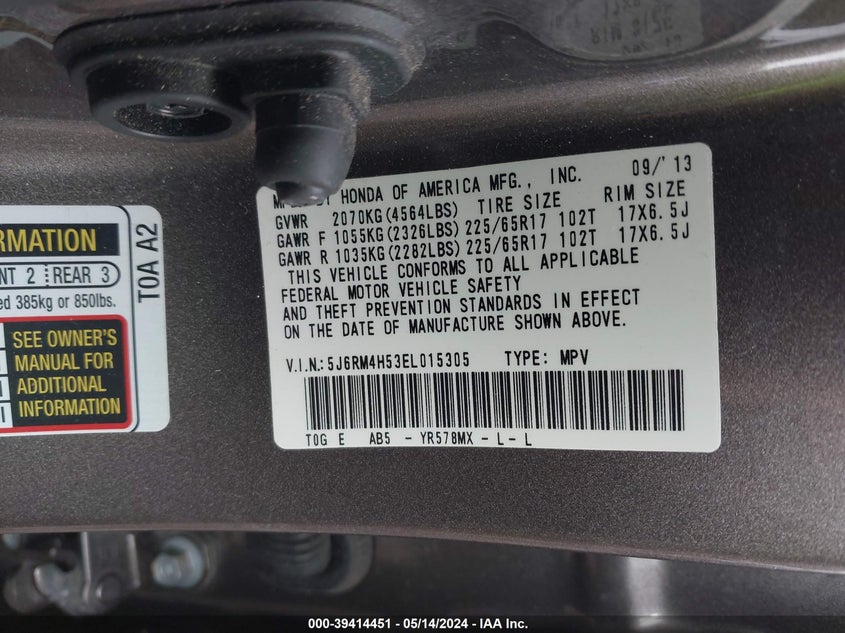 MFD BY HONDA OF AMERICA MFG., INC. 09/'13
GVWR 2070KG(4564LBS) TIRE SIZE RIM SIZE
GAWR F 1055KG(2326LBS) 225/65R17 102T 17X6.5J
GAWR R 1035KG(2282LBS) 225/65R17 102T 17X6.5J
THIS VEHICLE CONFORMS TO ALL APPLICABLE
FEDERAL MOTOR VEHICLE SAFETY
AND THEFT PREVENTION STANDARDS IN EFFECT
ON THE DATE OF MANUFACTURE SHOWN ABOVE.
V.I.N.:5J6RM4H53EL015305 TYPE: MPV
TOG E AB5 - YR578MX - L - L
RMATION
NT 2 REAR 3
ed 385kg or 850lbs.
SEE OWNER'S
MANUAL FOR
ADDITIONAL
INFORMATION
TOA A2
000-39414451 - 05/14/2024 - IAA Inc.